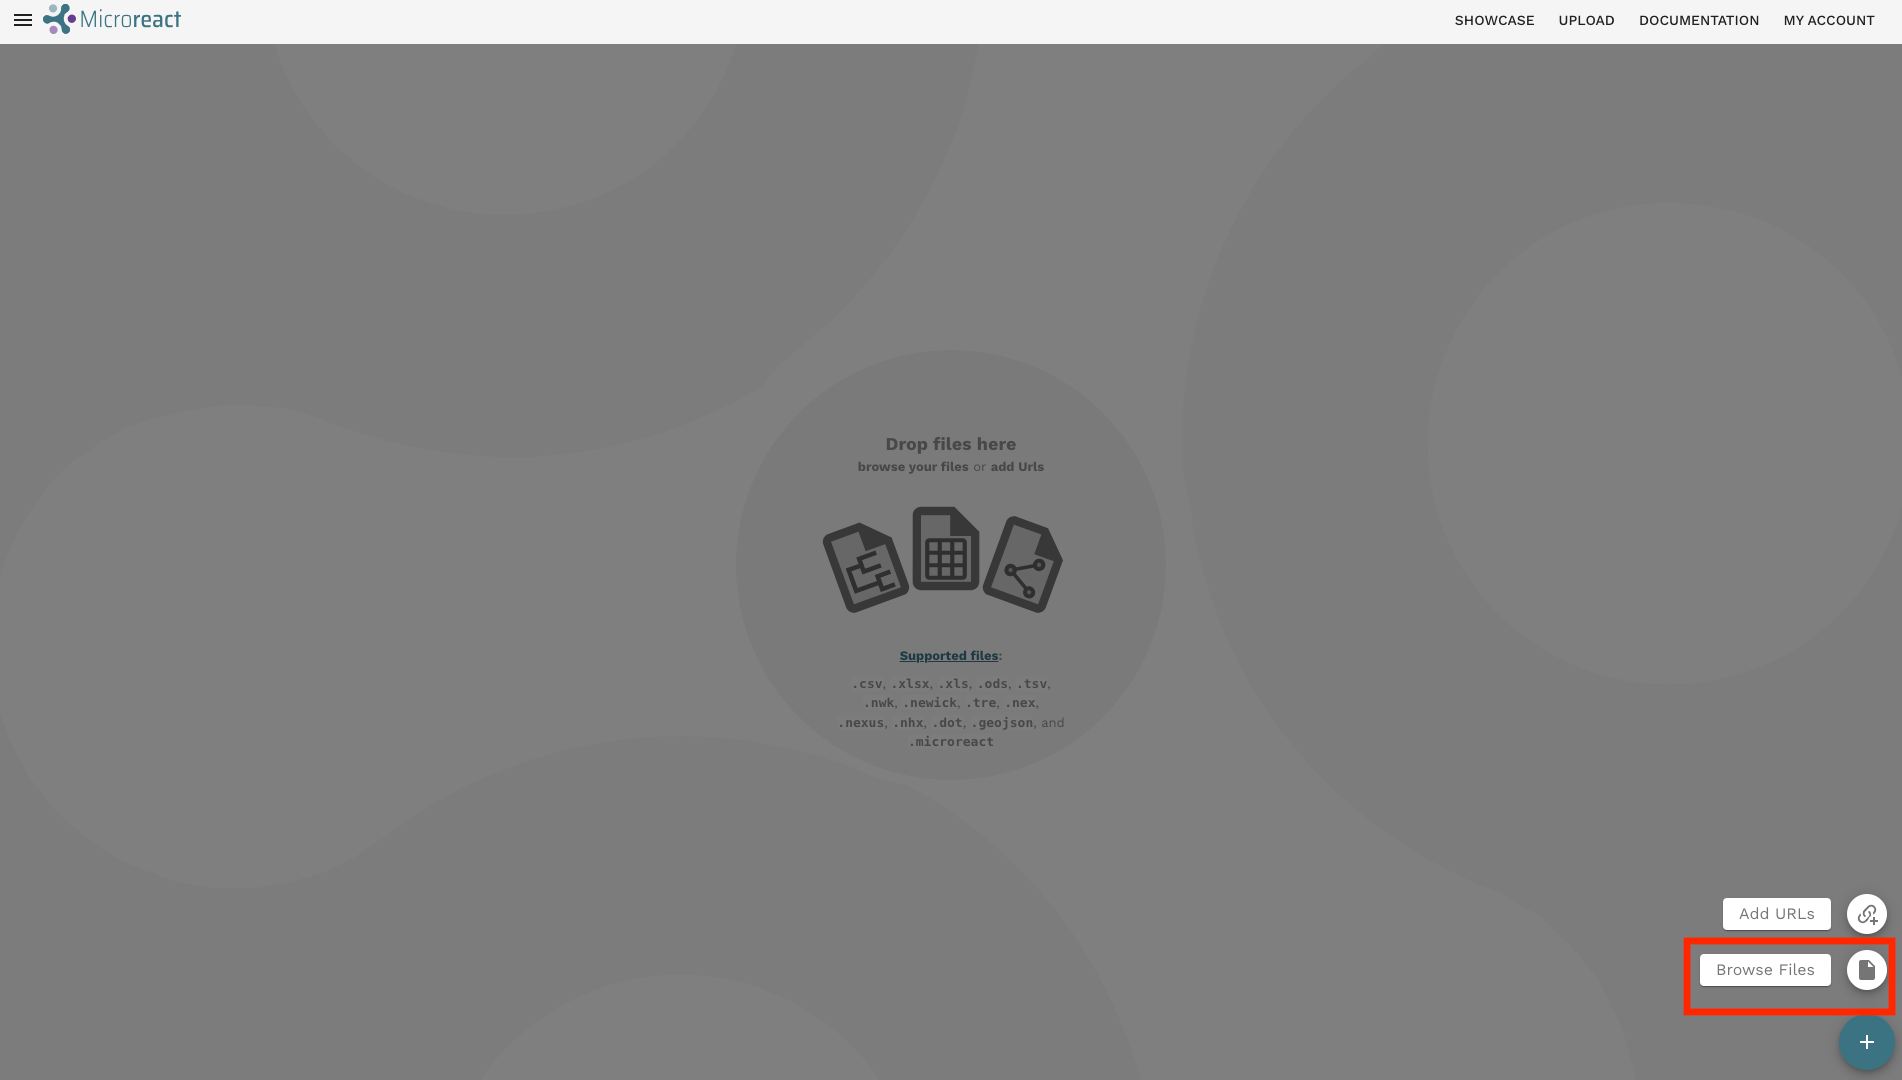 Microreact
SHOWCASE UPLOAD DOCUMENTATION MY ACCOUNT
Drop files here
browse your files or add Urls
Supported files:
.csv, .xlsx, .xls, .ods, .tsv,
.nwk, .newick, .tre, .nex,
.nexus, .nhx, .dot, .geojson, and
.microreact
Add URLs
Browse Files